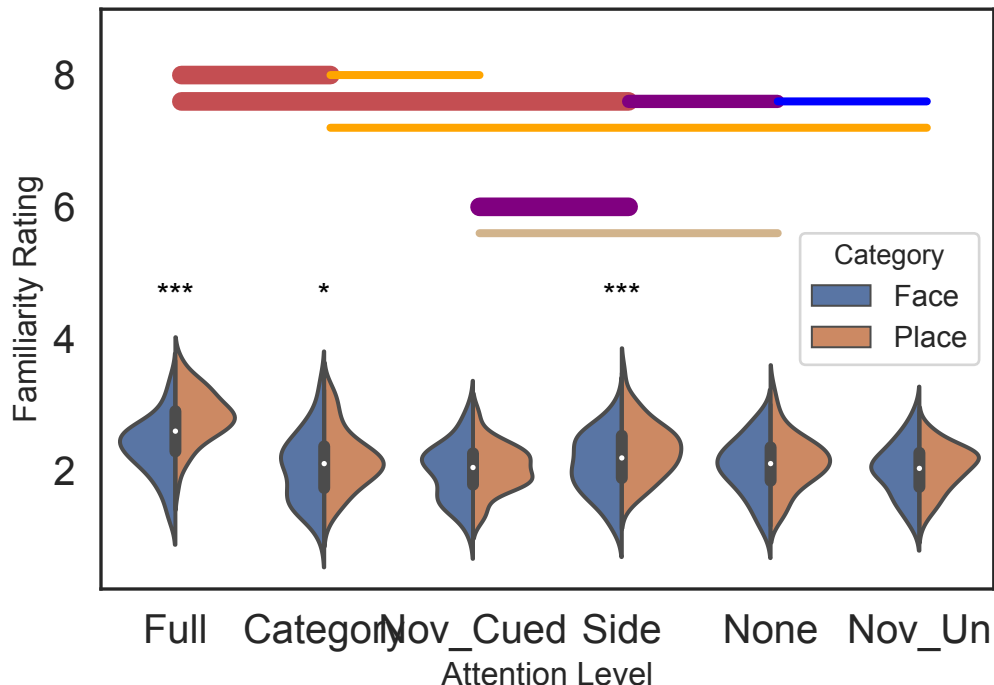 8
6
4
2
Familiarity Rating
*** * ***
Category
Face
Place
Full Category Nov_Cued Side None Nov_Un
Attention Level